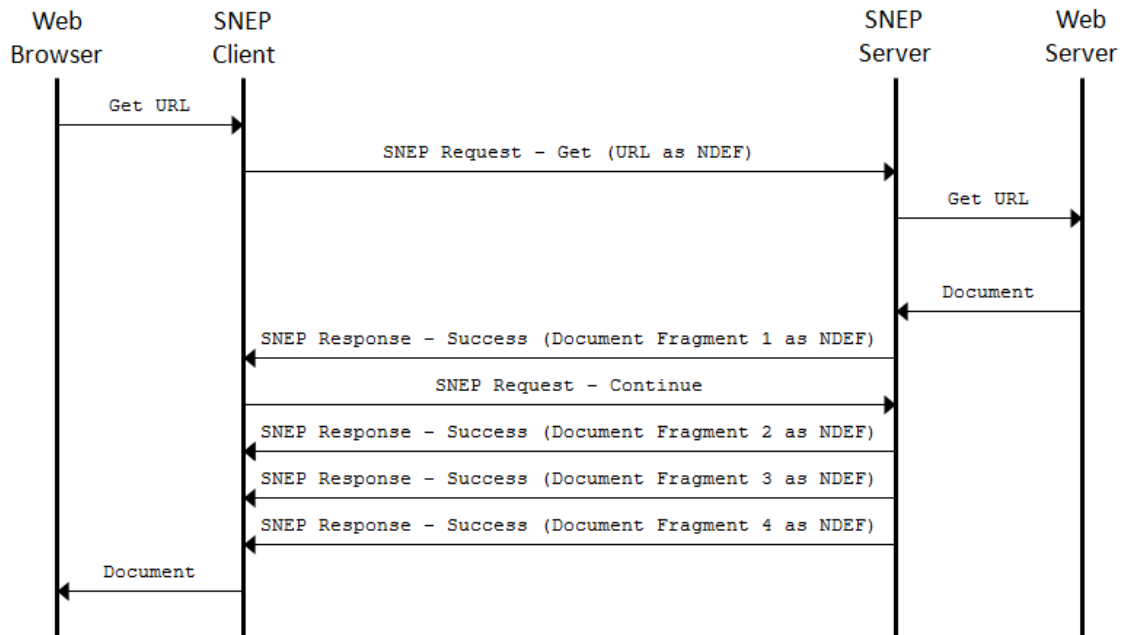 Web
Browser
SNEP
Client
SNEP
Server
Web
Server
Get URL
SNEP Request – Get (URL as NDEF)
Get URL
Document
SNEP Response – Success (Document Fragment 1 as NDEF)
SNEP Request – Continue
SNEP Response – Success (Document Fragment 2 as NDEF)
SNEP Response – Success (Document Fragment 3 as NDEF)
SNEP Response – Success (Document Fragment 4 as NDEF)
Document